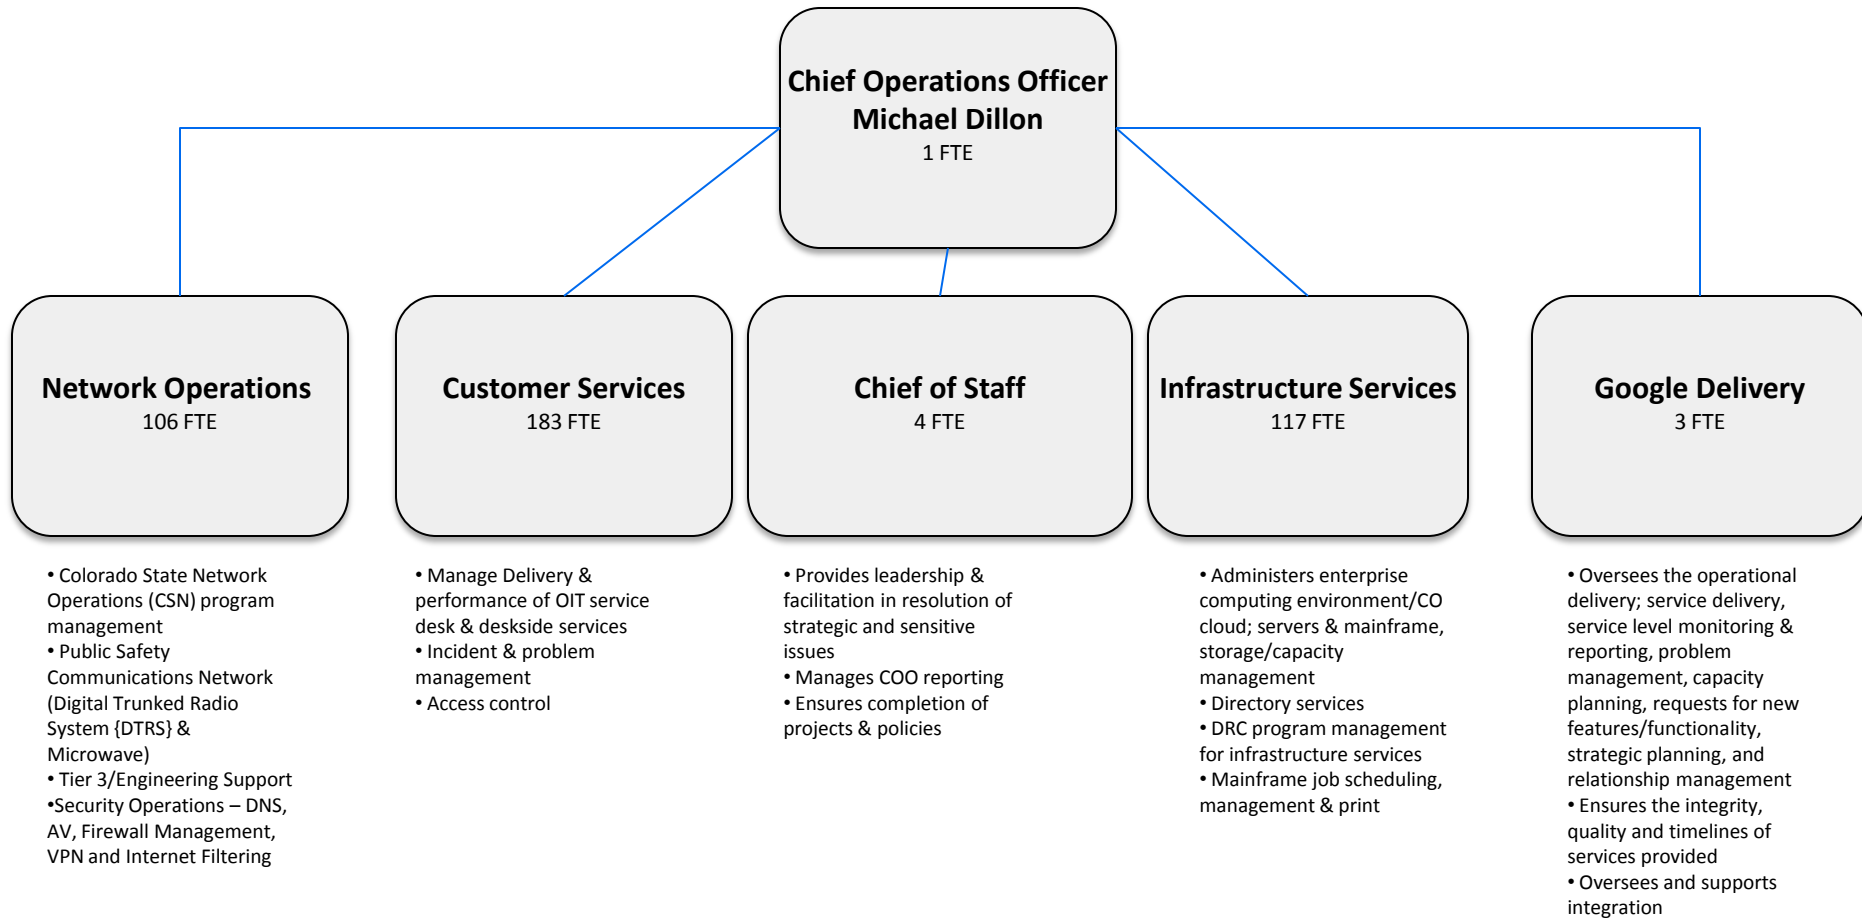 Chief Operations Officer
Michael Dillon
1 FTE
Network Operations
106 FTE
Customer Services
183 FTE
Chief of Staff
4 FTE
Infrastructure Services
117 FTE
Google Delivery
3 FTE
• Colorado State Network
Operations (CSN) program
management
• Public Safety
Communications Network
(Digital Trunked Radio
System {DTRS} &
Microwave)
• Tier 3/Engineering Support
•Security Operations – DNS,
AV, Firewall Management,
VPN and Internet Filtering
• Manage Delivery &
performance of OIT service
desk & deskside services
• Incident & problem
management
• Access control
• Provides leadership &
facilitation in resolution of
strategic and sensitive
issues
• Manages COO reporting
• Ensures completion of
projects & policies
• Administers enterprise
computing environment/CO
cloud; servers & mainframe,
storage/capacity
management
• Directory services
• DRC program management
for infrastructure services
• Mainframe job scheduling,
management & print
• Oversees the operational
delivery; service delivery,
service level monitoring &
reporting, problem
management, capacity
planning, requests for new
features/functionality,
strategic planning, and
relationship management
• Ensures the integrity,
quality and timelines of
services provided
• Oversees and supports
integration